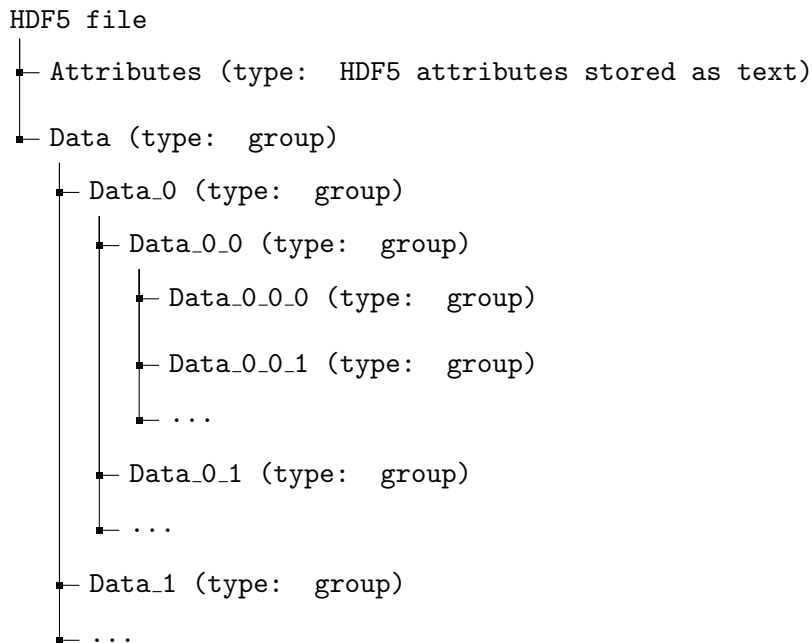 HDF5 file
Attributes (type: HDF5 attributes stored as text)
Data (type: group)
Data_0 (type: group)
Data_0_0 (type: group)
Data_0_0_0 (type: group)
Data_0_0_1 (type: group)
...
Data_0_1 (type: group)
...
Data_1 (type: group)
...